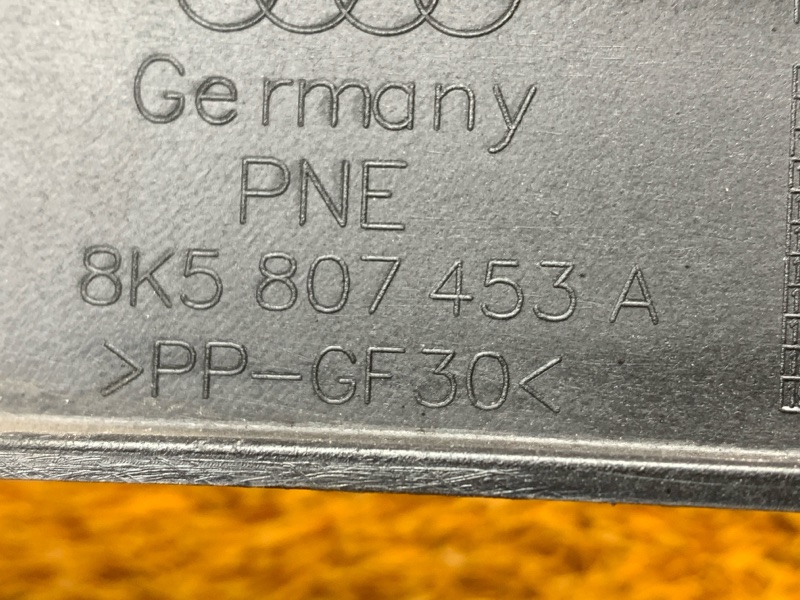 Germany
PNE
8K5 807 453 A
>PP-GF30<